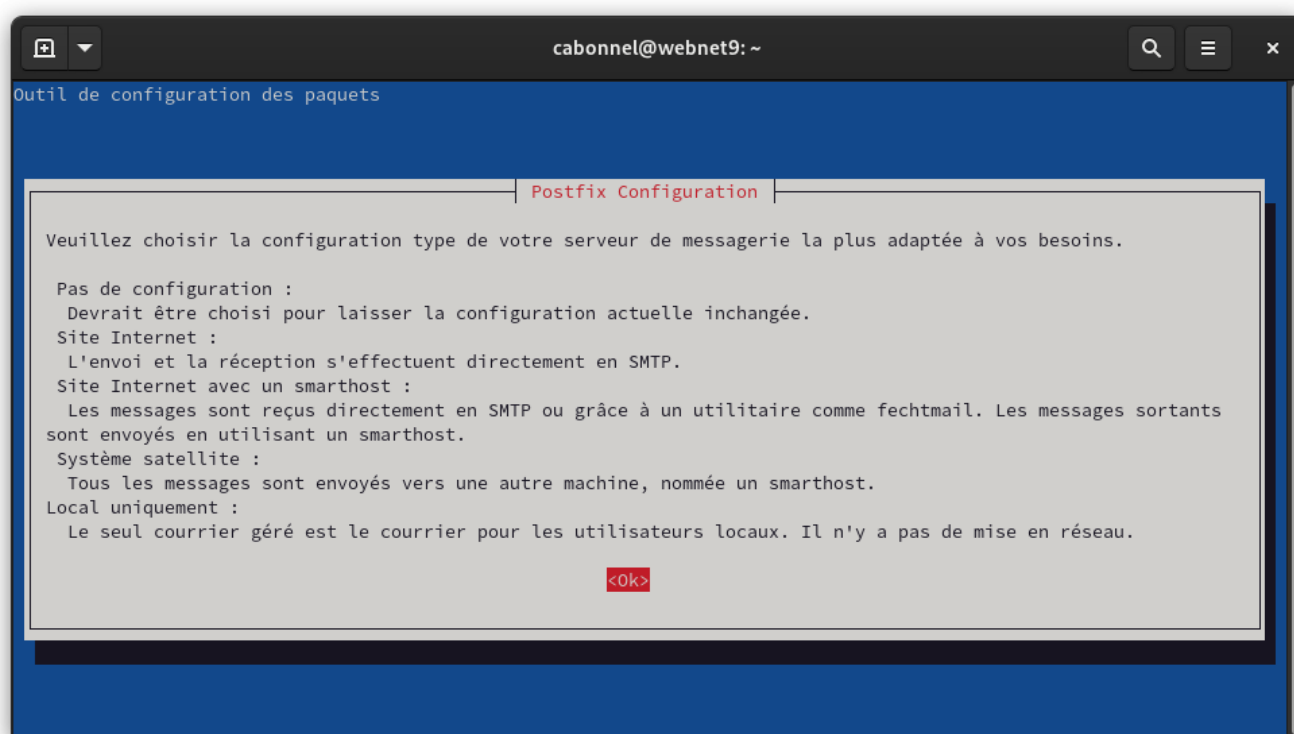 cabonnel@webnet9: ~
Outil de configuration des paquets
Postfix Configuration
Veuillez choisir la configuration type de votre serveur de messagerie la plus adaptée à vos besoins.
Pas de configuration :
Devrait être choisi pour laisser la configuration actuelle inchangée.
Site Internet :
L'envoi et la réception s'effectuent directement en SMTP.
Site Internet avec un smarthost :
Les messages sont reçus directement en SMTP ou grâce à un utilitaire comme fechtmail. Les messages sortants
sont envoyés en utilisant un smarthost.
Système satellite :
Tous les messages sont envoyés vers une autre machine, nommée un smarthost.
Local uniquement :
Le seul courrier géré est le courrier pour les utilisateurs locaux. Il n'y a pas de mise en réseau.
<Ok>